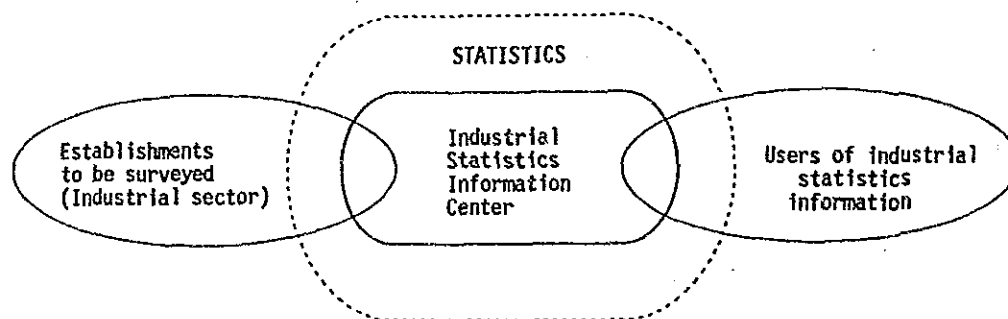 STATISTICS
Establishments
to be surveyed
(Industrial sector)
Industrial
Statistics
Information
Center
Users of industrial
statistics
information